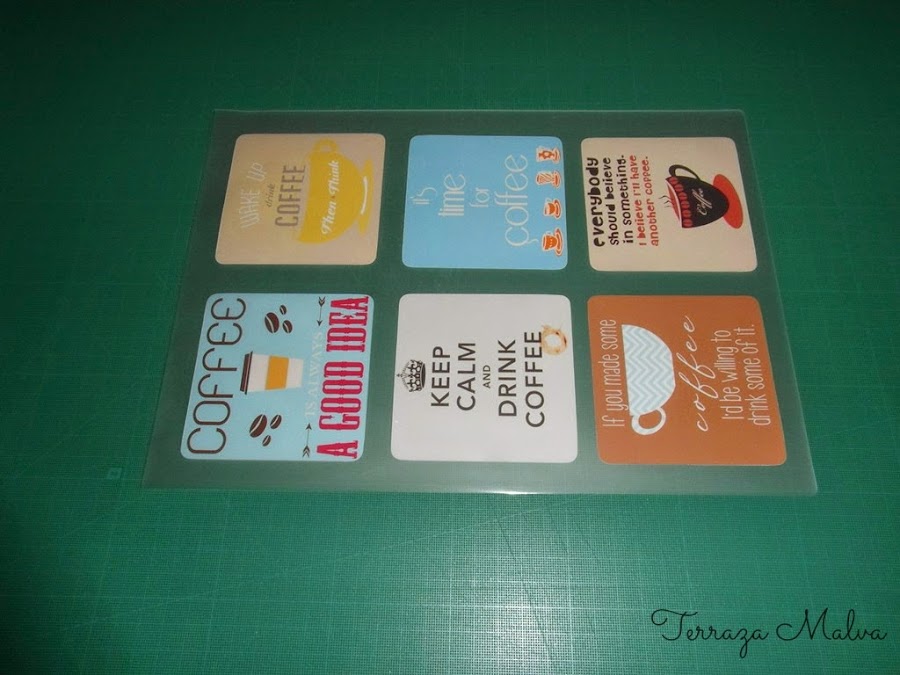 WAKE UP
drink
COFFEE
Then Think
it's
time
for
coffee
everybody
should believe
in something.
I believe I'll have
another coffee.
Coffee
COFFEE
IS ALWAYS
A GOOD IDEA
KEEP
CALM
AND
DRINK
COFFEE
If you made some
coffee
I'd be willing to
drink some of it.
Terraza Malva